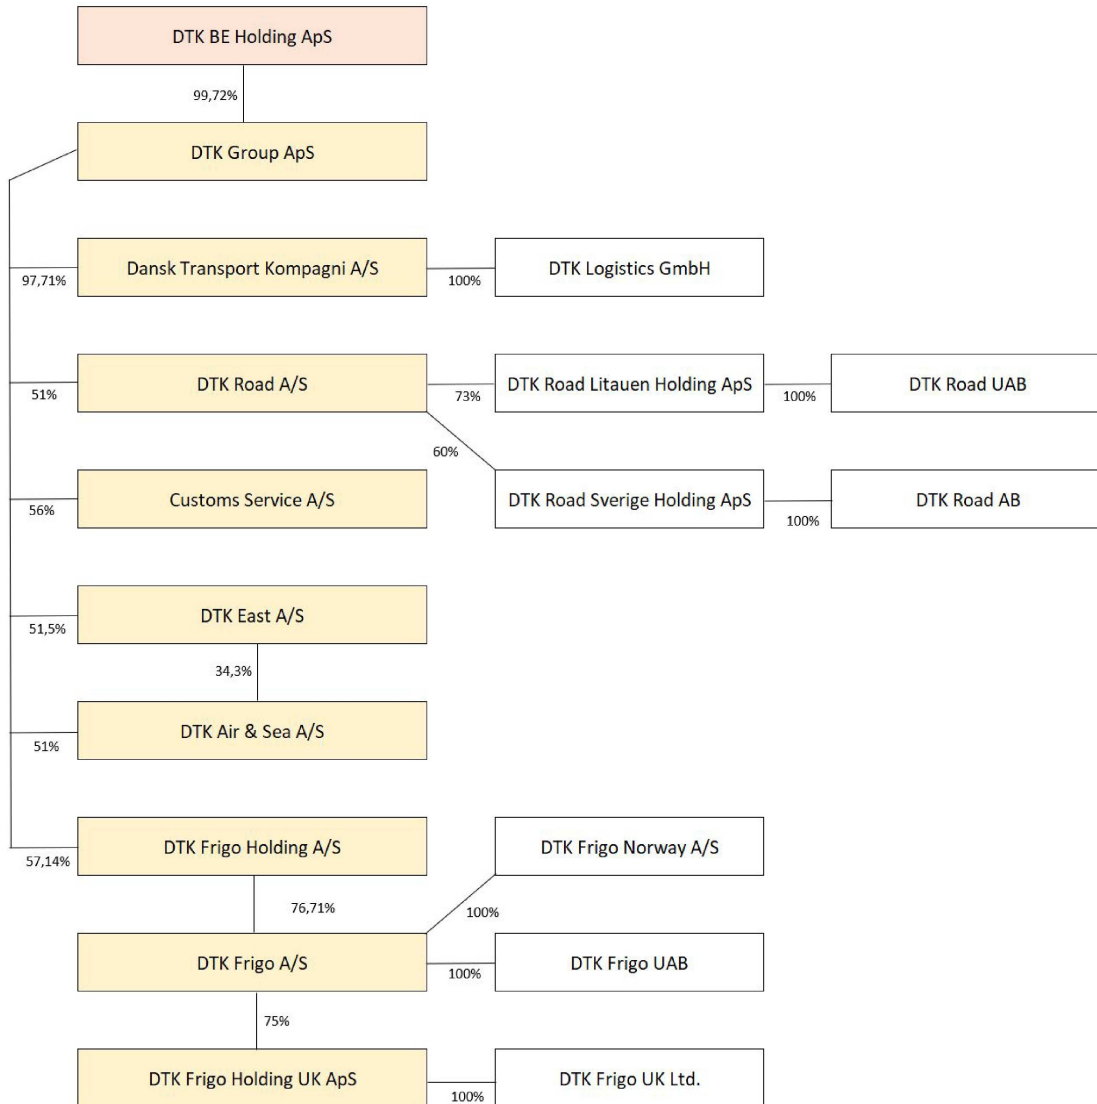 DTK BE Holding ApS
99,72%
DTK Group ApS
Dansk Transport Kompagni A/S
DTK Logistics GmbH
97,71%
100%
DTK Road A/S
DTK Road Litauen Holding ApS
DTK Road UAB
51%
73%
100%
60%
Customs Service A/S
DTK Road Sverige Holding ApS
DTK Road AB
56%
100%
DTK East A/S
51,5%
34,3%
DTK Air & Sea A/S
51%
DTK Frigo Holding A/S
DTK Frigo Norway A/S
57,14%
76,71%
100%
DTK Frigo A/S
DTK Frigo UAB
100%
75%
DTK Frigo Holding UK ApS
DTK Frigo UK Ltd.
100%